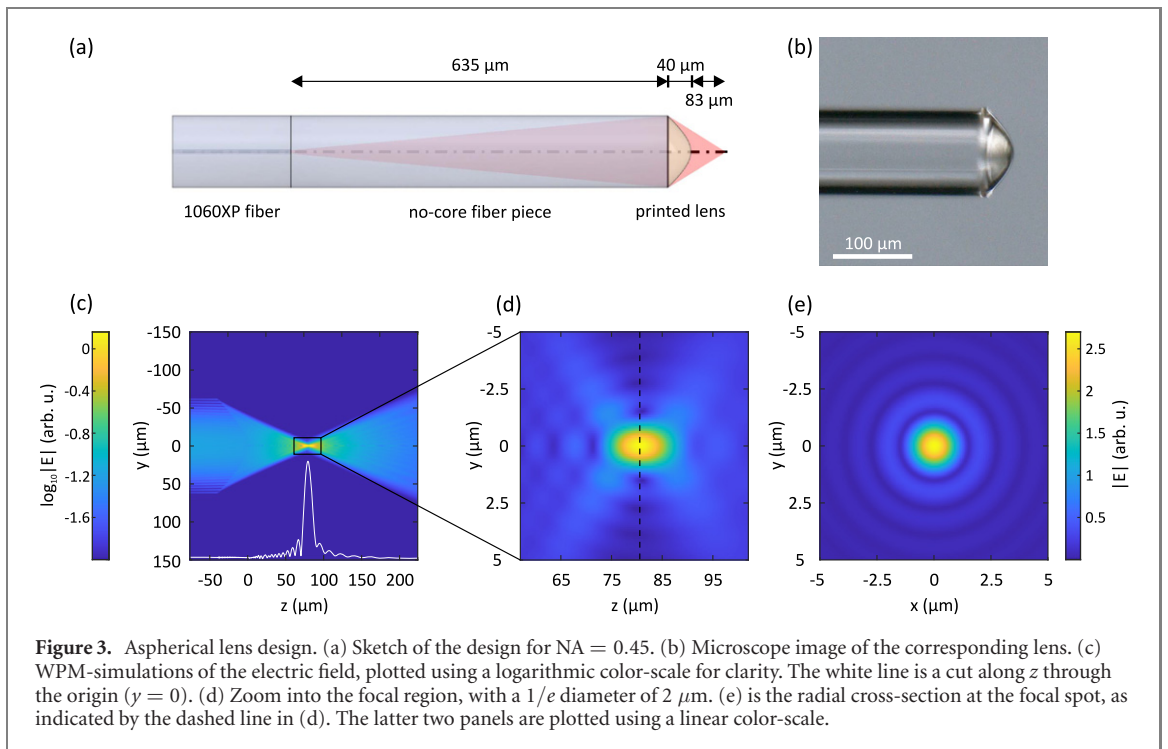 (a)
635 μm
40 μm
83 μm
1060XP fiber
no-core fiber piece
printed lens
(b)
100 μm
(c)
0
-0.4
-0.8
-1.2
-1.6
log₁₀|E| (arb. u.)
-150
-100
-50
0
50
100
150
y (μm)
-50 0 50 100 150 200
z (μm)
(d)
-5
-2.5
0
2.5
5
y (μm)
65 75 85 95
z (μm)
(e)
-5
-2.5
0
2.5
5
y (μm)
-5 -2.5 0 2.5 5
x (μm)
2.5
2
1.5
1
0.5
|E| (arb. u.)
Figure 3. Aspherical lens design. (a) Sketch of the design for NA = 0.45. (b) Microscope image of the corresponding lens. (c)
WPM-simulations of the electric field, plotted using a logarithmic color-scale for clarity. The white line is a cut along z through
the origin (y = 0). (d) Zoom into the focal region, with a 1/e diameter of 2 μm. (e) is the radial cross-section at the focal spot, as
indicated by the dashed line in (d). The latter two panels are plotted using a linear color-scale.